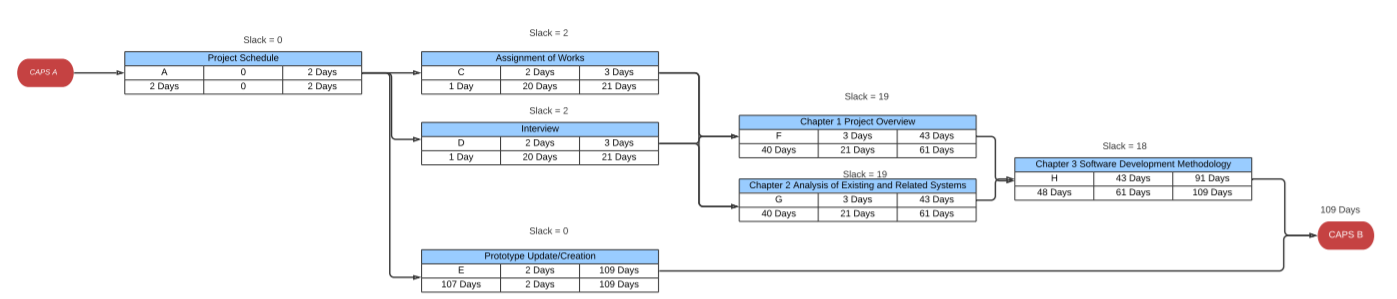 CAPS A
Slack = 0
Project Schedule
A 0 2 Days
2 Days 0 2 Days
Slack = 2
Assignment of Works
C 2 Days 3 Days
1 Day 20 Days 21 Days
Slack = 2
Interview
D 2 Days 3 Days
1 Day 20 Days 21 Days
Slack = 0
Prototype Update/Creation
E 2 Days 109 Days
107 Days 2 Days 109 Days
Slack = 19
Chapter 1 Project Overview
F 3 Days 43 Days
40 Days 21 Days 61 Days
Slack = 19
Chapter 2 Analysis of Existing and Related Systems
G 3 Days 43 Days
40 Days 21 Days 61 Days
Slack = 18
Chapter 3 Software Development Methodology
H 43 Days 91 Days
48 Days 61 Days 109 Days
109 Days
CAPS B